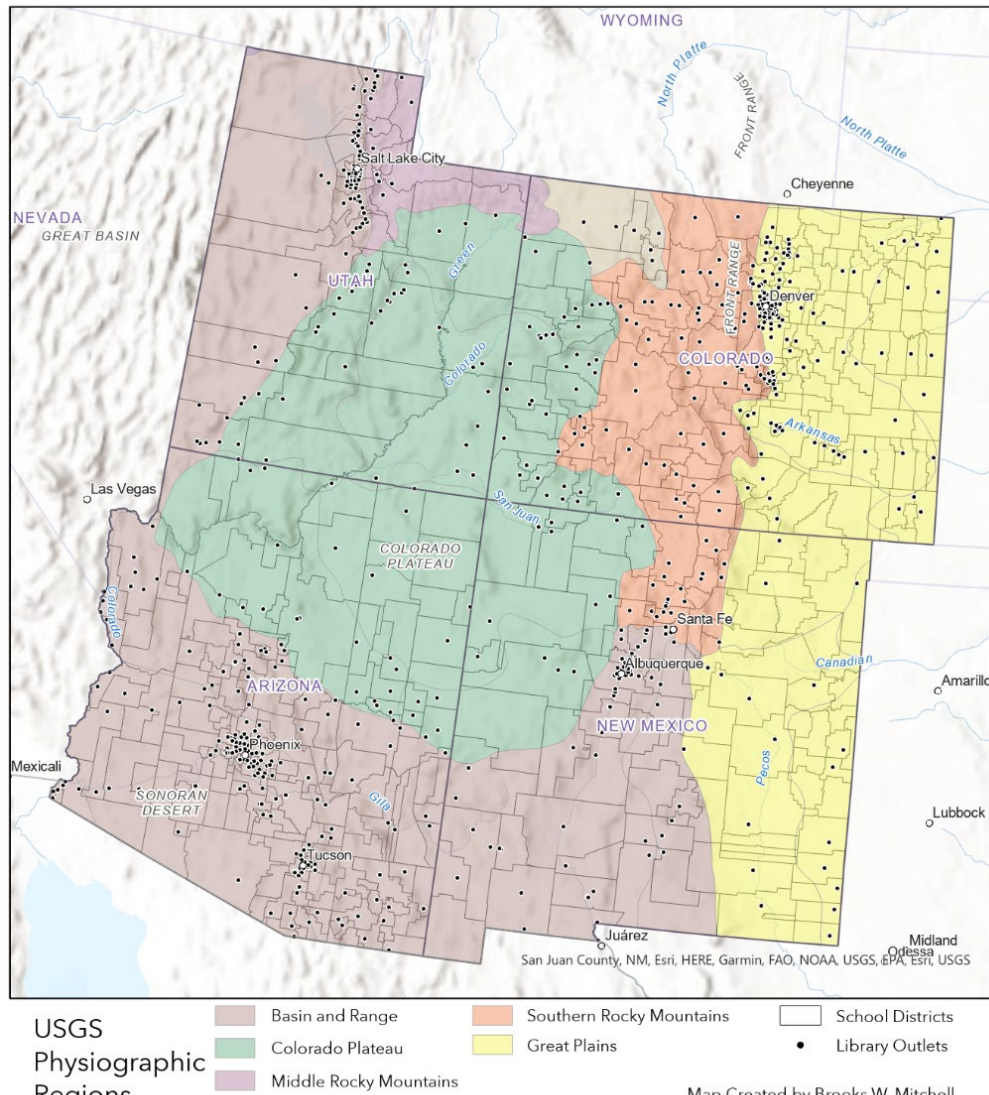 WYOMING
North Platte
FRONT RANGE
North Platte
Salt Lake City
Cheyenne
NEVADA
GREAT BASIN
Green
UTAH
FRONT RANGE
Denver
Colorado
COLORADO
Arkansas
Las Vegas
San Juan
COLORADO
PLATEAU
Colorado
Santa Fe
Albuquerque
Canadian
ARIZONA
Amarillo
NEW MEXICO
Phoenix
Mexicali
Pecos
SONORAN
DESERT
Gila
Lubbock
Tucson
Juárez
Midland
Odessa
San Juan County, NM, Esri, HERE, Garmin, FAO, NOAA, USGS, EPA, Esri, USGS
USGS
Physiographic
Regions
Basin and Range
Colorado Plateau
Middle Rocky Mountains
Southern Rocky Mountains
Great Plains
School Districts
Library Outlets
Map Created by Brooks W. Mitchell